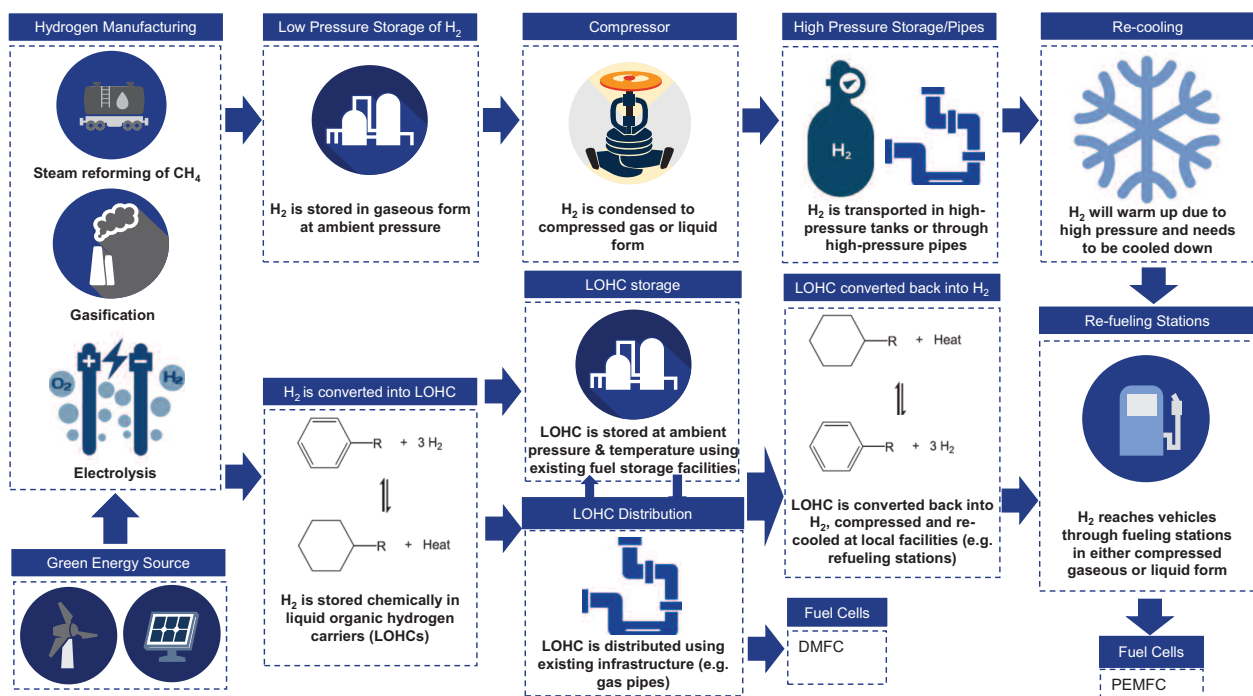 Hydrogen Manufacturing
Steam reforming of CH₄
Gasification
O₂
H₂
Electrolysis
Green Energy Source
Low Pressure Storage of H₂
H₂ is stored in gaseous form
at ambient pressure
Compressor
H₂ is condensed to
compressed gas or liquid
form
High Pressure Storage/Pipes
H₂
H₂ is transported in high-
pressure tanks or through
high-pressure pipes
Re-cooling
H₂ will warm up due to
high pressure and needs
to be cooled down
H₂ is converted into LOHC
R + 3 H₂
R + Heat
H₂ is stored chemically in
liquid organic hydrogen
carriers (LOHCs)
LOHC storage
LOHC is stored at ambient
pressure & temperature using
existing fuel storage facilities
LOHC Distribution
LOHC is distributed using
existing infrastructure (e.g.
gas pipes)
LOHC converted back into H₂
R + Heat
R + 3 H₂
LOHC is converted back into
H₂, compressed and re-
cooled at local facilities (e.g.
refueling stations)
Fuel Cells
DMFC
Re-fueling Stations
H₂ reaches vehicles
through fueling stations
in either compressed
gaseous or liquid form
Fuel Cells
PEMFC